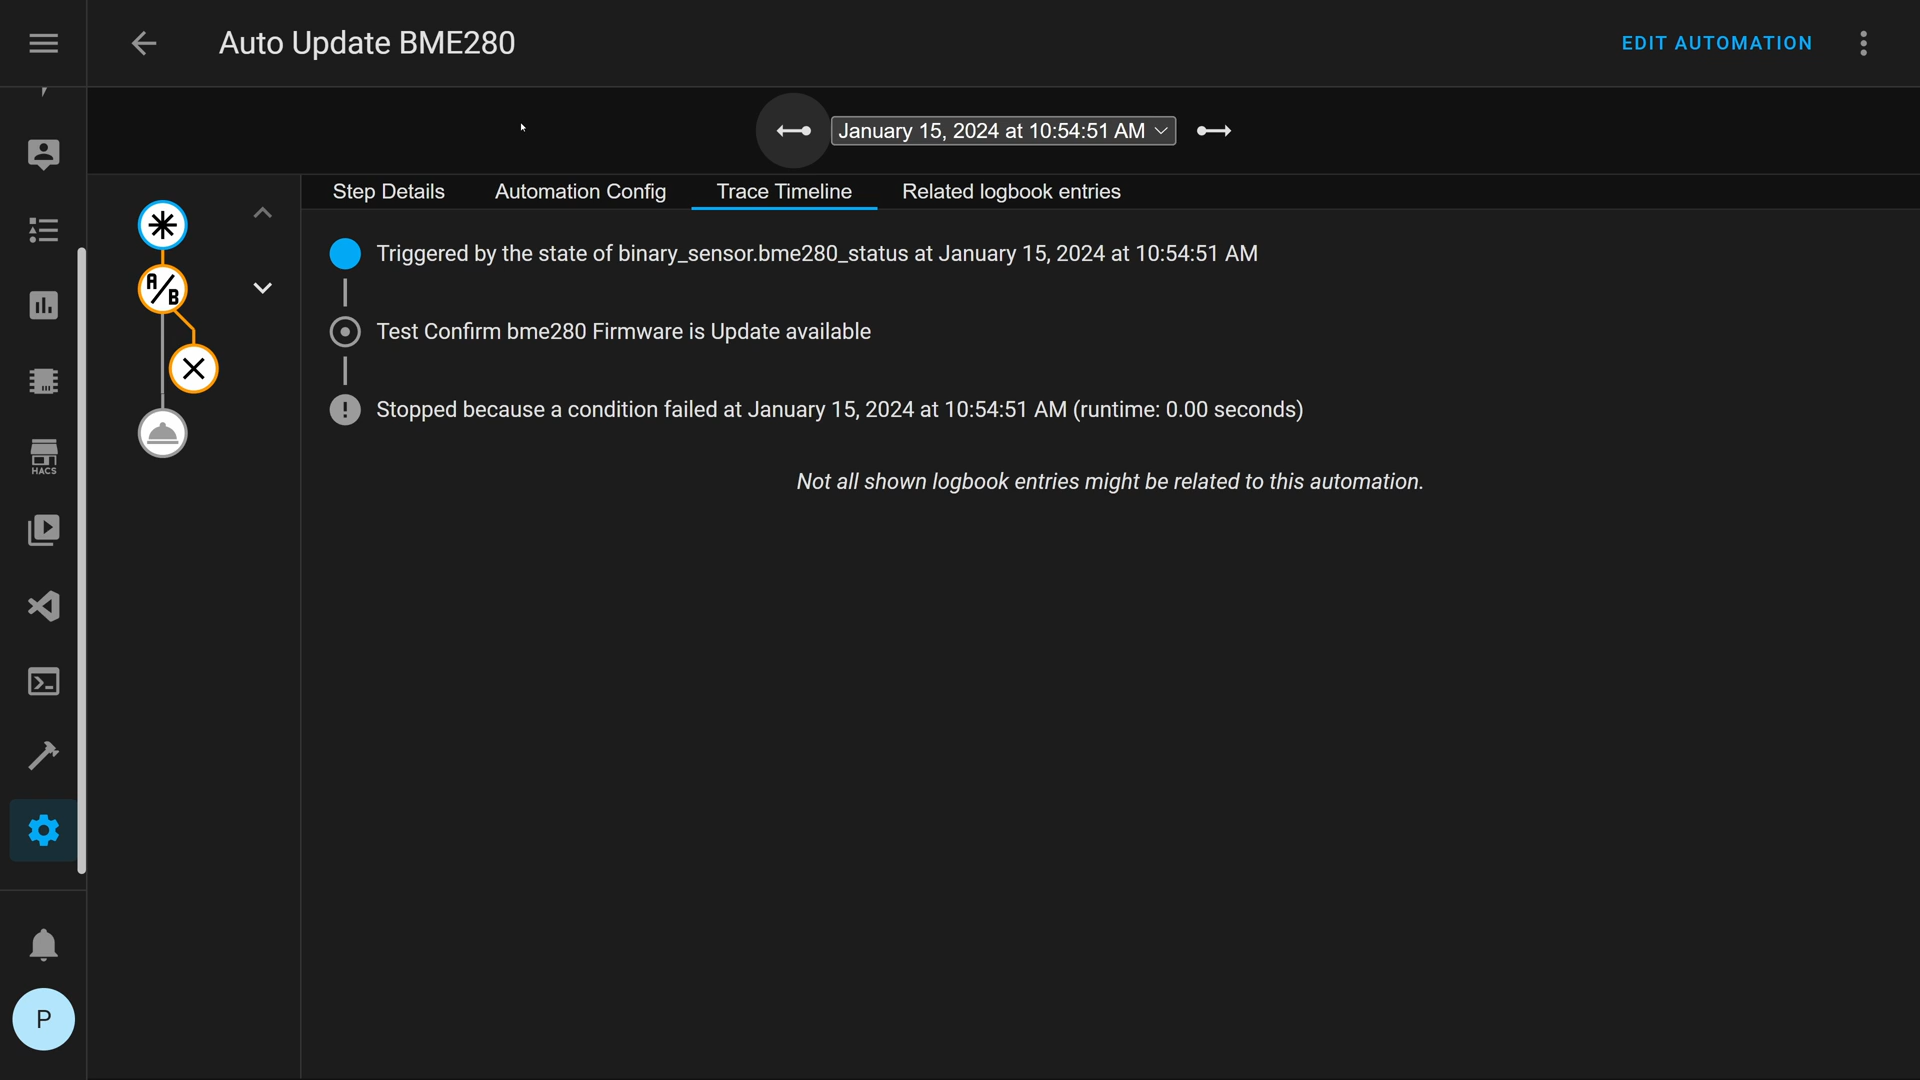 Auto Update BME280
EDIT AUTOMATION
January 15, 2024 at 10:54:51 AM
Step Details
Automation Config
Trace Timeline
Related logbook entries
A/B
Triggered by the state of binary_sensor.bme280_status at January 15, 2024 at 10:54:51 AM
Test Confirm bme280 Firmware is Update available
Stopped because a condition failed at January 15, 2024 at 10:54:51 AM (runtime: 0.00 seconds)
Not all shown logbook entries might be related to this automation.
HACS
P